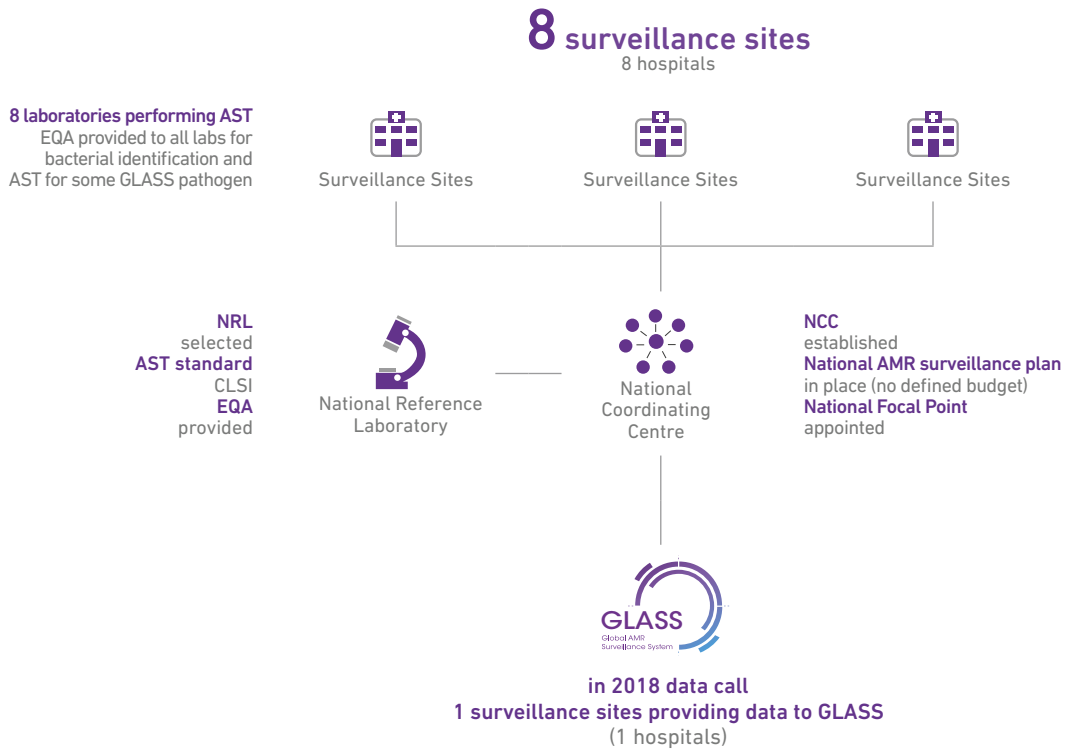 8 surveillance sites
8 hospitals
8 laboratories performing AST
EQA provided to all labs for
bacterial identification and
AST for some GLASS pathogen
Surveillance Sites
Surveillance Sites
Surveillance Sites
NRL
selected
AST standard
CLSI
EQA
provided
National Reference
Laboratory
National
Coordinating
Centre
NCC
established
National AMR surveillance plan
in place (no defined budget)
National Focal Point
appointed
GLASS
Global AMR
Surveillance System
in 2018 data call
1 surveillance sites providing data to GLASS
(1 hospitals)